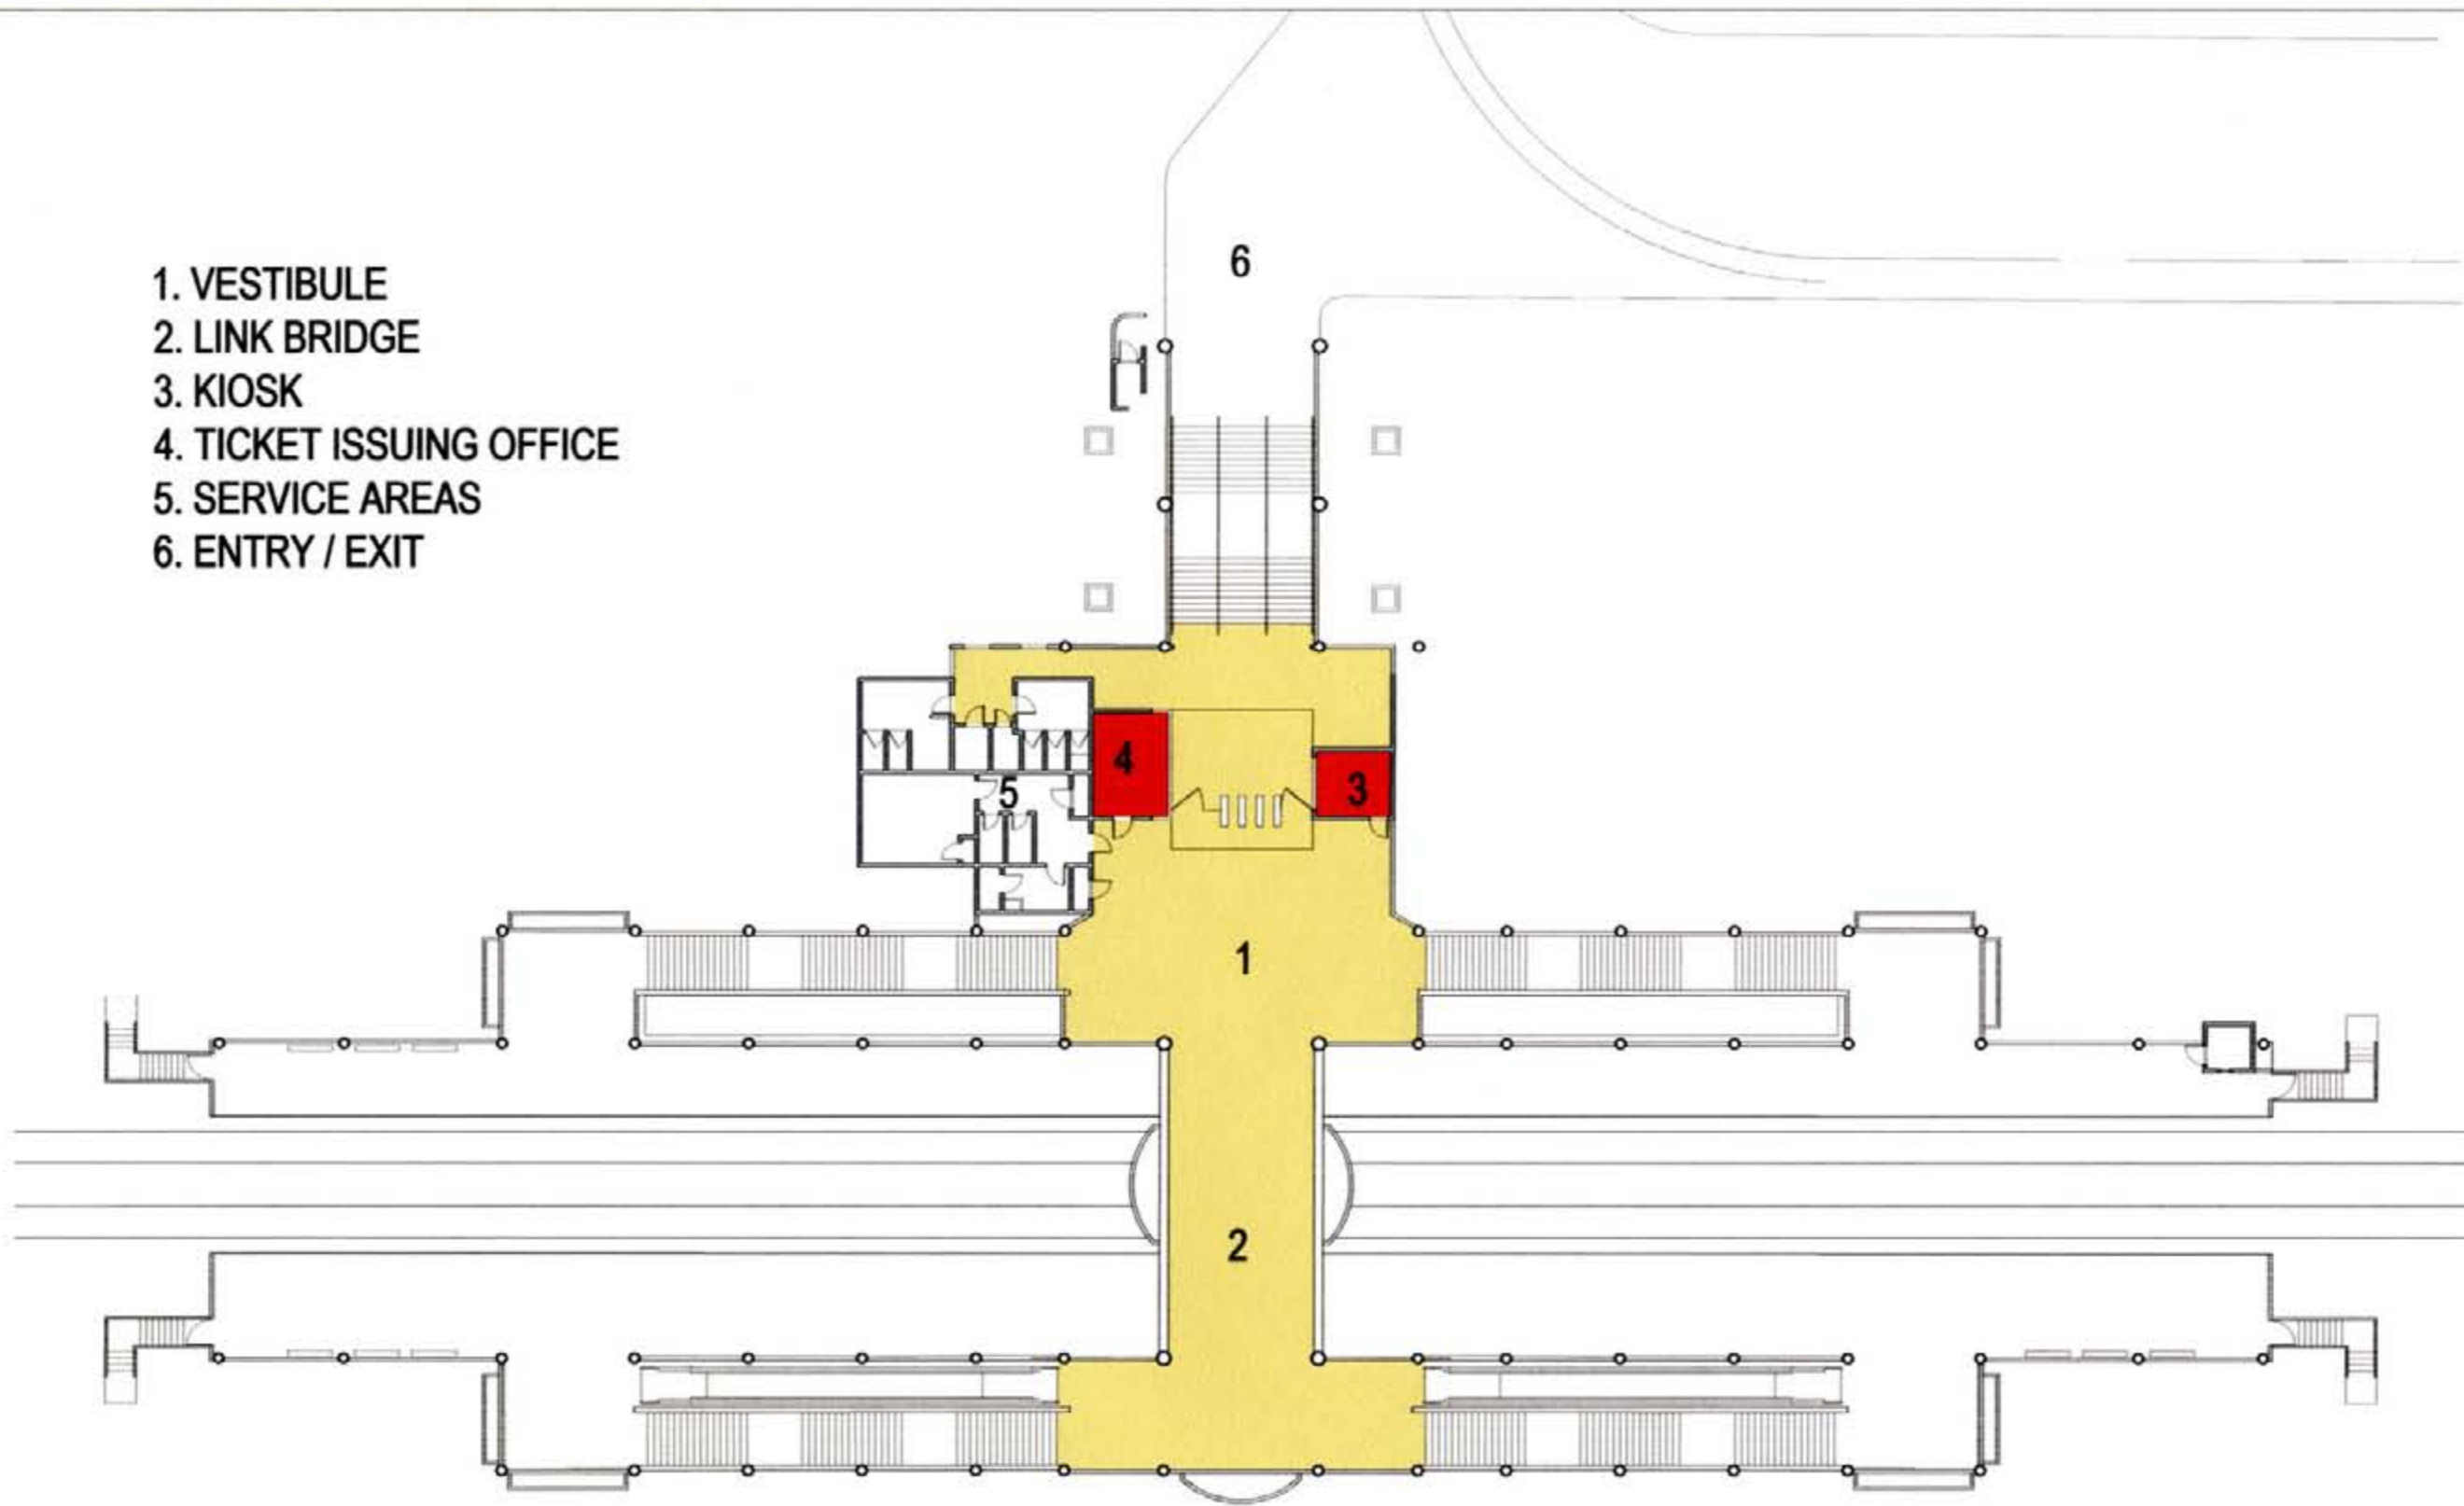 1. VESTIBULE
2. LINK BRIDGE
3. KIOSK
4. TICKET ISSUING OFFICE
5. SERVICE AREAS
6. ENTRY / EXIT
6
4
3
5
1
2